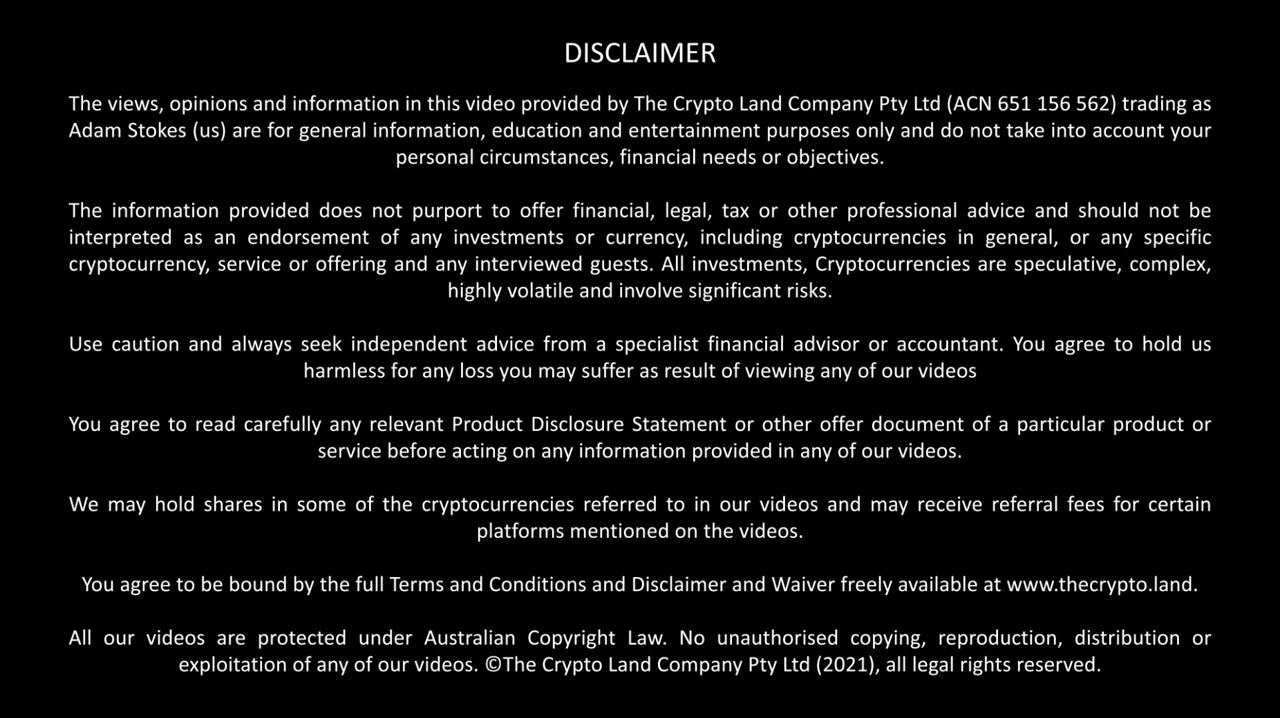 DISCLAIMER
The views, opinions and information in this video provided by The Crypto Land Company Pty Ltd (ACN 651 156 562) trading as
Adam Stokes (us) are for general information, education and entertainment purposes only and do not take into account your
personal circumstances, financial needs or objectives.
The information provided does not purport to offer financial, legal, tax or other professional advice and should not be
interpreted as an endorsement of any investments or currency, including cryptocurrencies in general, or any specific
cryptocurrency, service or offering and any interviewed guests. All investments, Cryptocurrencies are speculative, complex,
highly volatile and involve significant risks.
Use caution and always seek independent advice from a specialist financial advisor or accountant. You agree to hold us
harmless for any loss you may suffer as result of viewing any of our videos
You agree to read carefully any relevant Product Disclosure Statement or other offer document of a particular product or
service before acting on any information provided in any of our videos.
We may hold shares in some of the cryptocurrencies referred to in our videos and may receive referral fees for certain
platforms mentioned on the videos.
You agree to be bound by the full Terms and Conditions and Disclaimer and Waiver freely available at www.thecrypto.land.
All our videos are protected under Australian Copyright Law. No unauthorised copying, reproduction, distribution or
exploitation of any of our videos. ©The Crypto Land Company Pty Ltd (2021), all legal rights reserved.